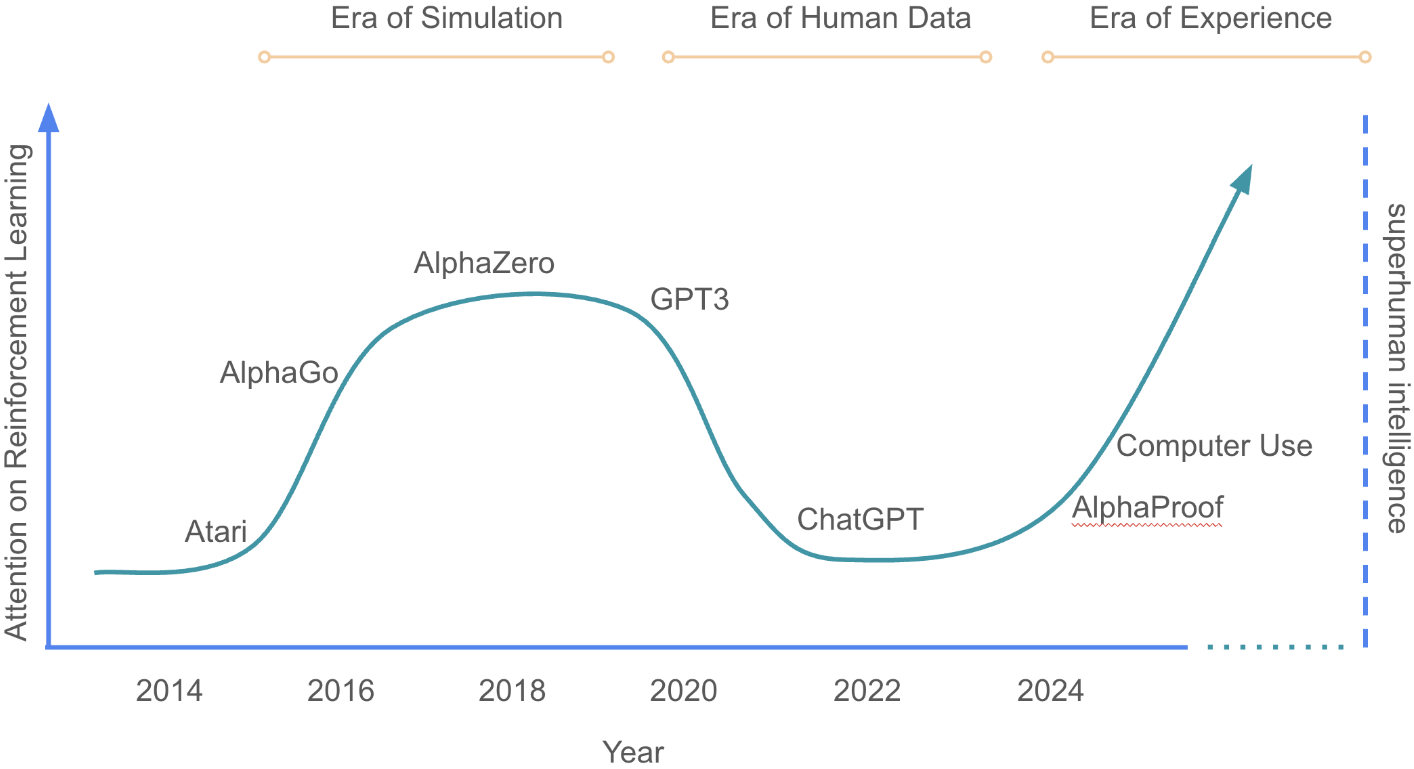 Era of Simulation
Era of Human Data
Era of Experience
Attention on Reinforcement Learning
AlphaZero
GPT3
AlphaGo
Computer Use
AlphaProof
ChatGPT
Atari
superhuman intelligence
2014
2016
2018
2020
2022
2024
Year